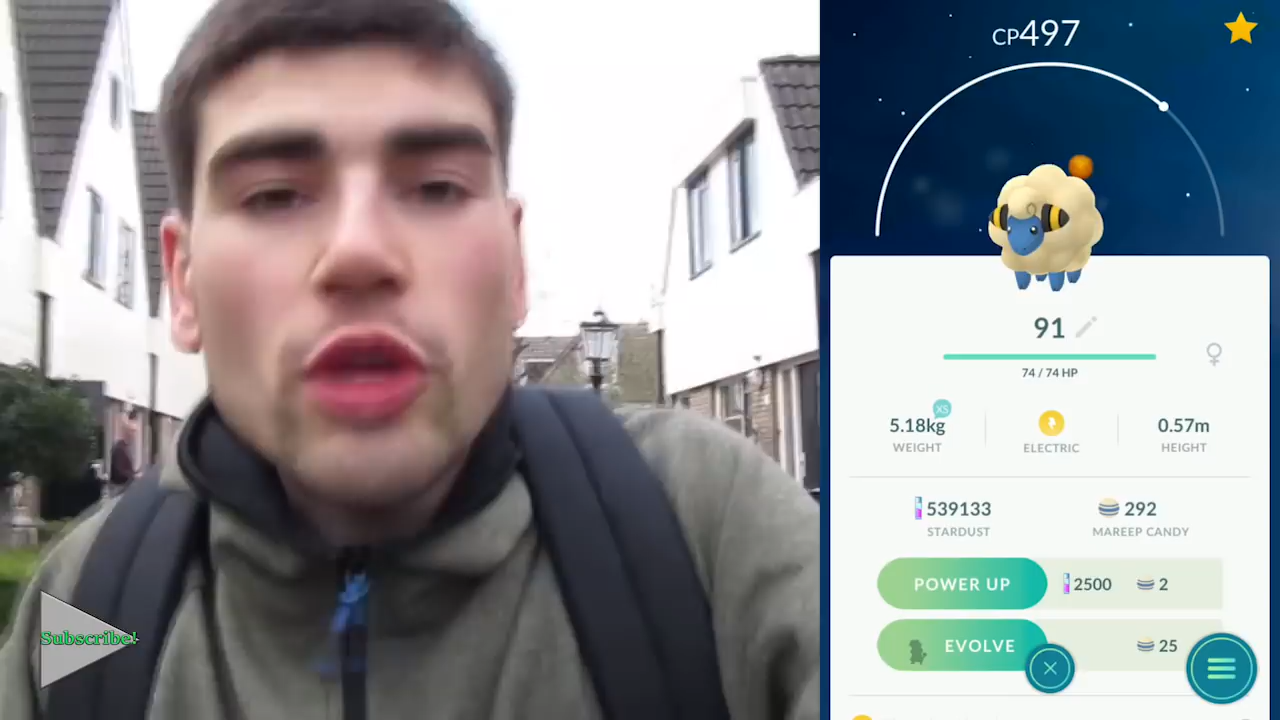 CP497
91
74 / 74 HP
XS
5.18kg
WEIGHT
ELECTRIC
0.57m
HEIGHT
539133
STARDUST
292
MAREEP CANDY
POWER UP 2500 2
EVOLVE 25
Subscribe!